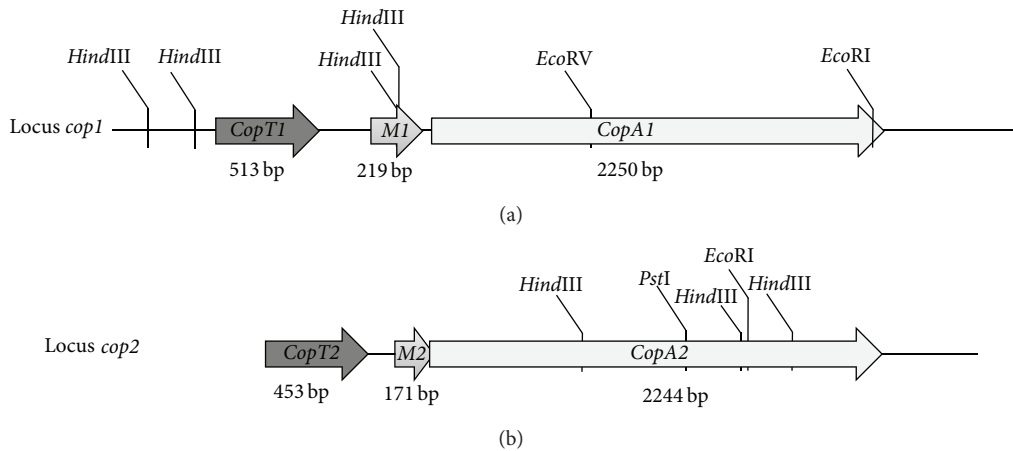 HindIII
HindIII HindIII EcoRV EcoRI
HindIII
Locus cop1 CopT1 M1 CopA1
513 bp 219 bp 2250 bp
(a)
EcoRI
HindIII PstI HindIII HindIII
Locus cop2 CopT2 M2 CopA2
453 bp 171 bp 2244 bp
(b)